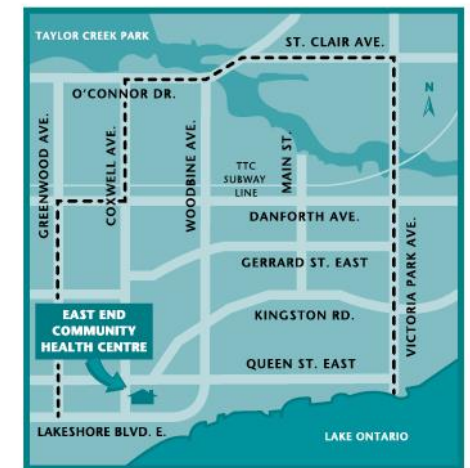 TAYLOR CREEK PARK
ST. CLAIR AVE.
O'CONNOR DR.
N
GREENWOOD AVE.
COXWELL AVE.
WOODBINE AVE.
MAIN ST.
TTC
SUBWAY
LINE
DANFORTH AVE.
VICTORIA PARK AVE.
GERRARD ST. EAST
EAST END
COMMUNITY
HEALTH CENTRE
KINGSTON RD.
QUEEN ST. EAST
LAKESHORE BLVD. E.
LAKE ONTARIO